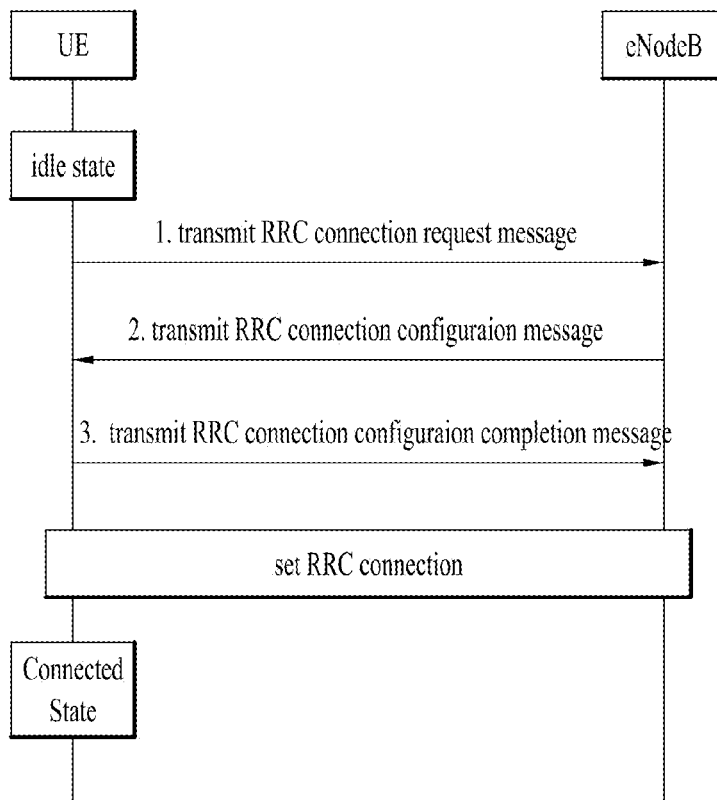 UE
eNodeB
idle state
1. transmit RRC connection request message
2. transmit RRC connection configuraion message
3. transmit RRC connection configuraion completion message
set RRC connection
Connected
State